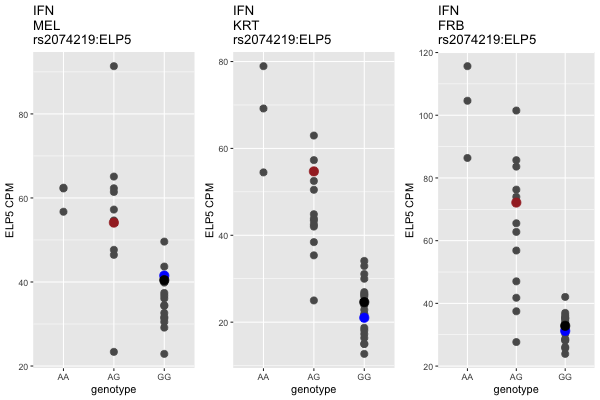 IFN
MEL
rs2074219:ELP5
ELP5 CPM
80
60
40
20
AA
AG
GG
genotype
IFN
KRT
rs2074219:ELP5
ELP5 CPM
80
60
40
20
AA
AG
GG
genotype
IFN
FRB
rs2074219:ELP5
ELP5 CPM
120
100
80
60
40
20
AA
AG
GG
genotype